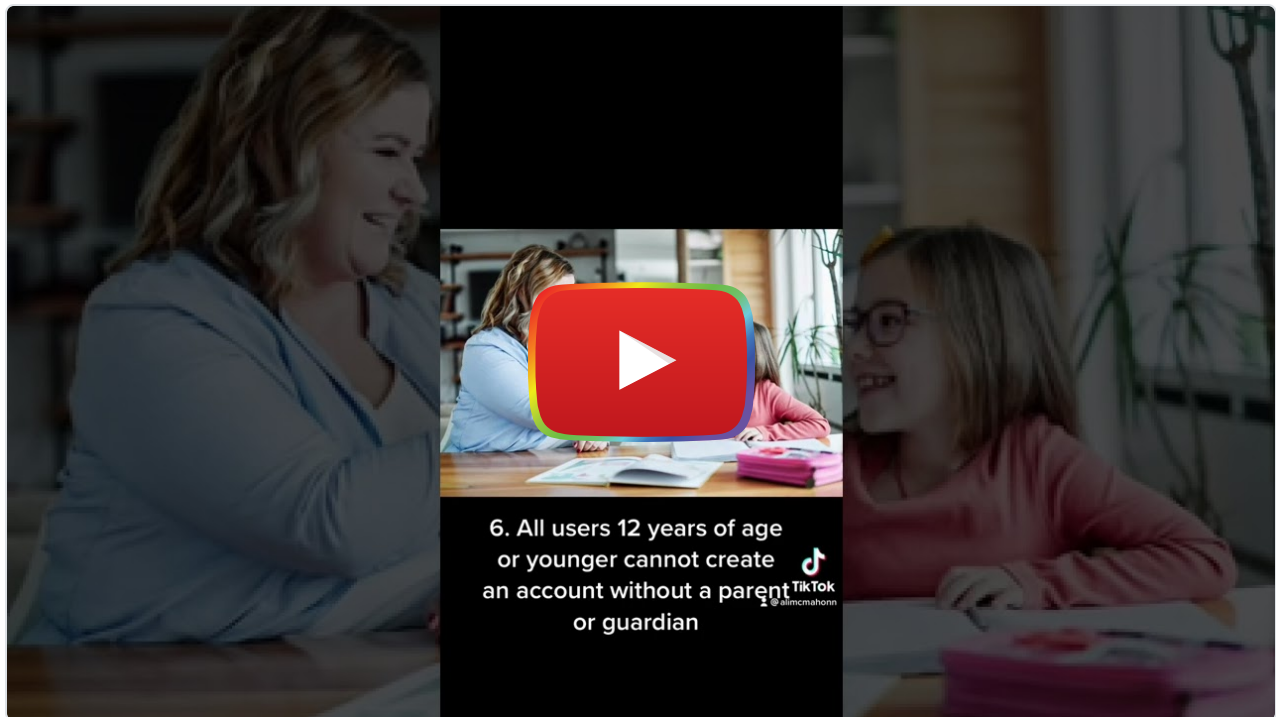 6. All users 12 years of age
or younger cannot create
an account without a parent
or guardian
TikTok
@alimcmahonn